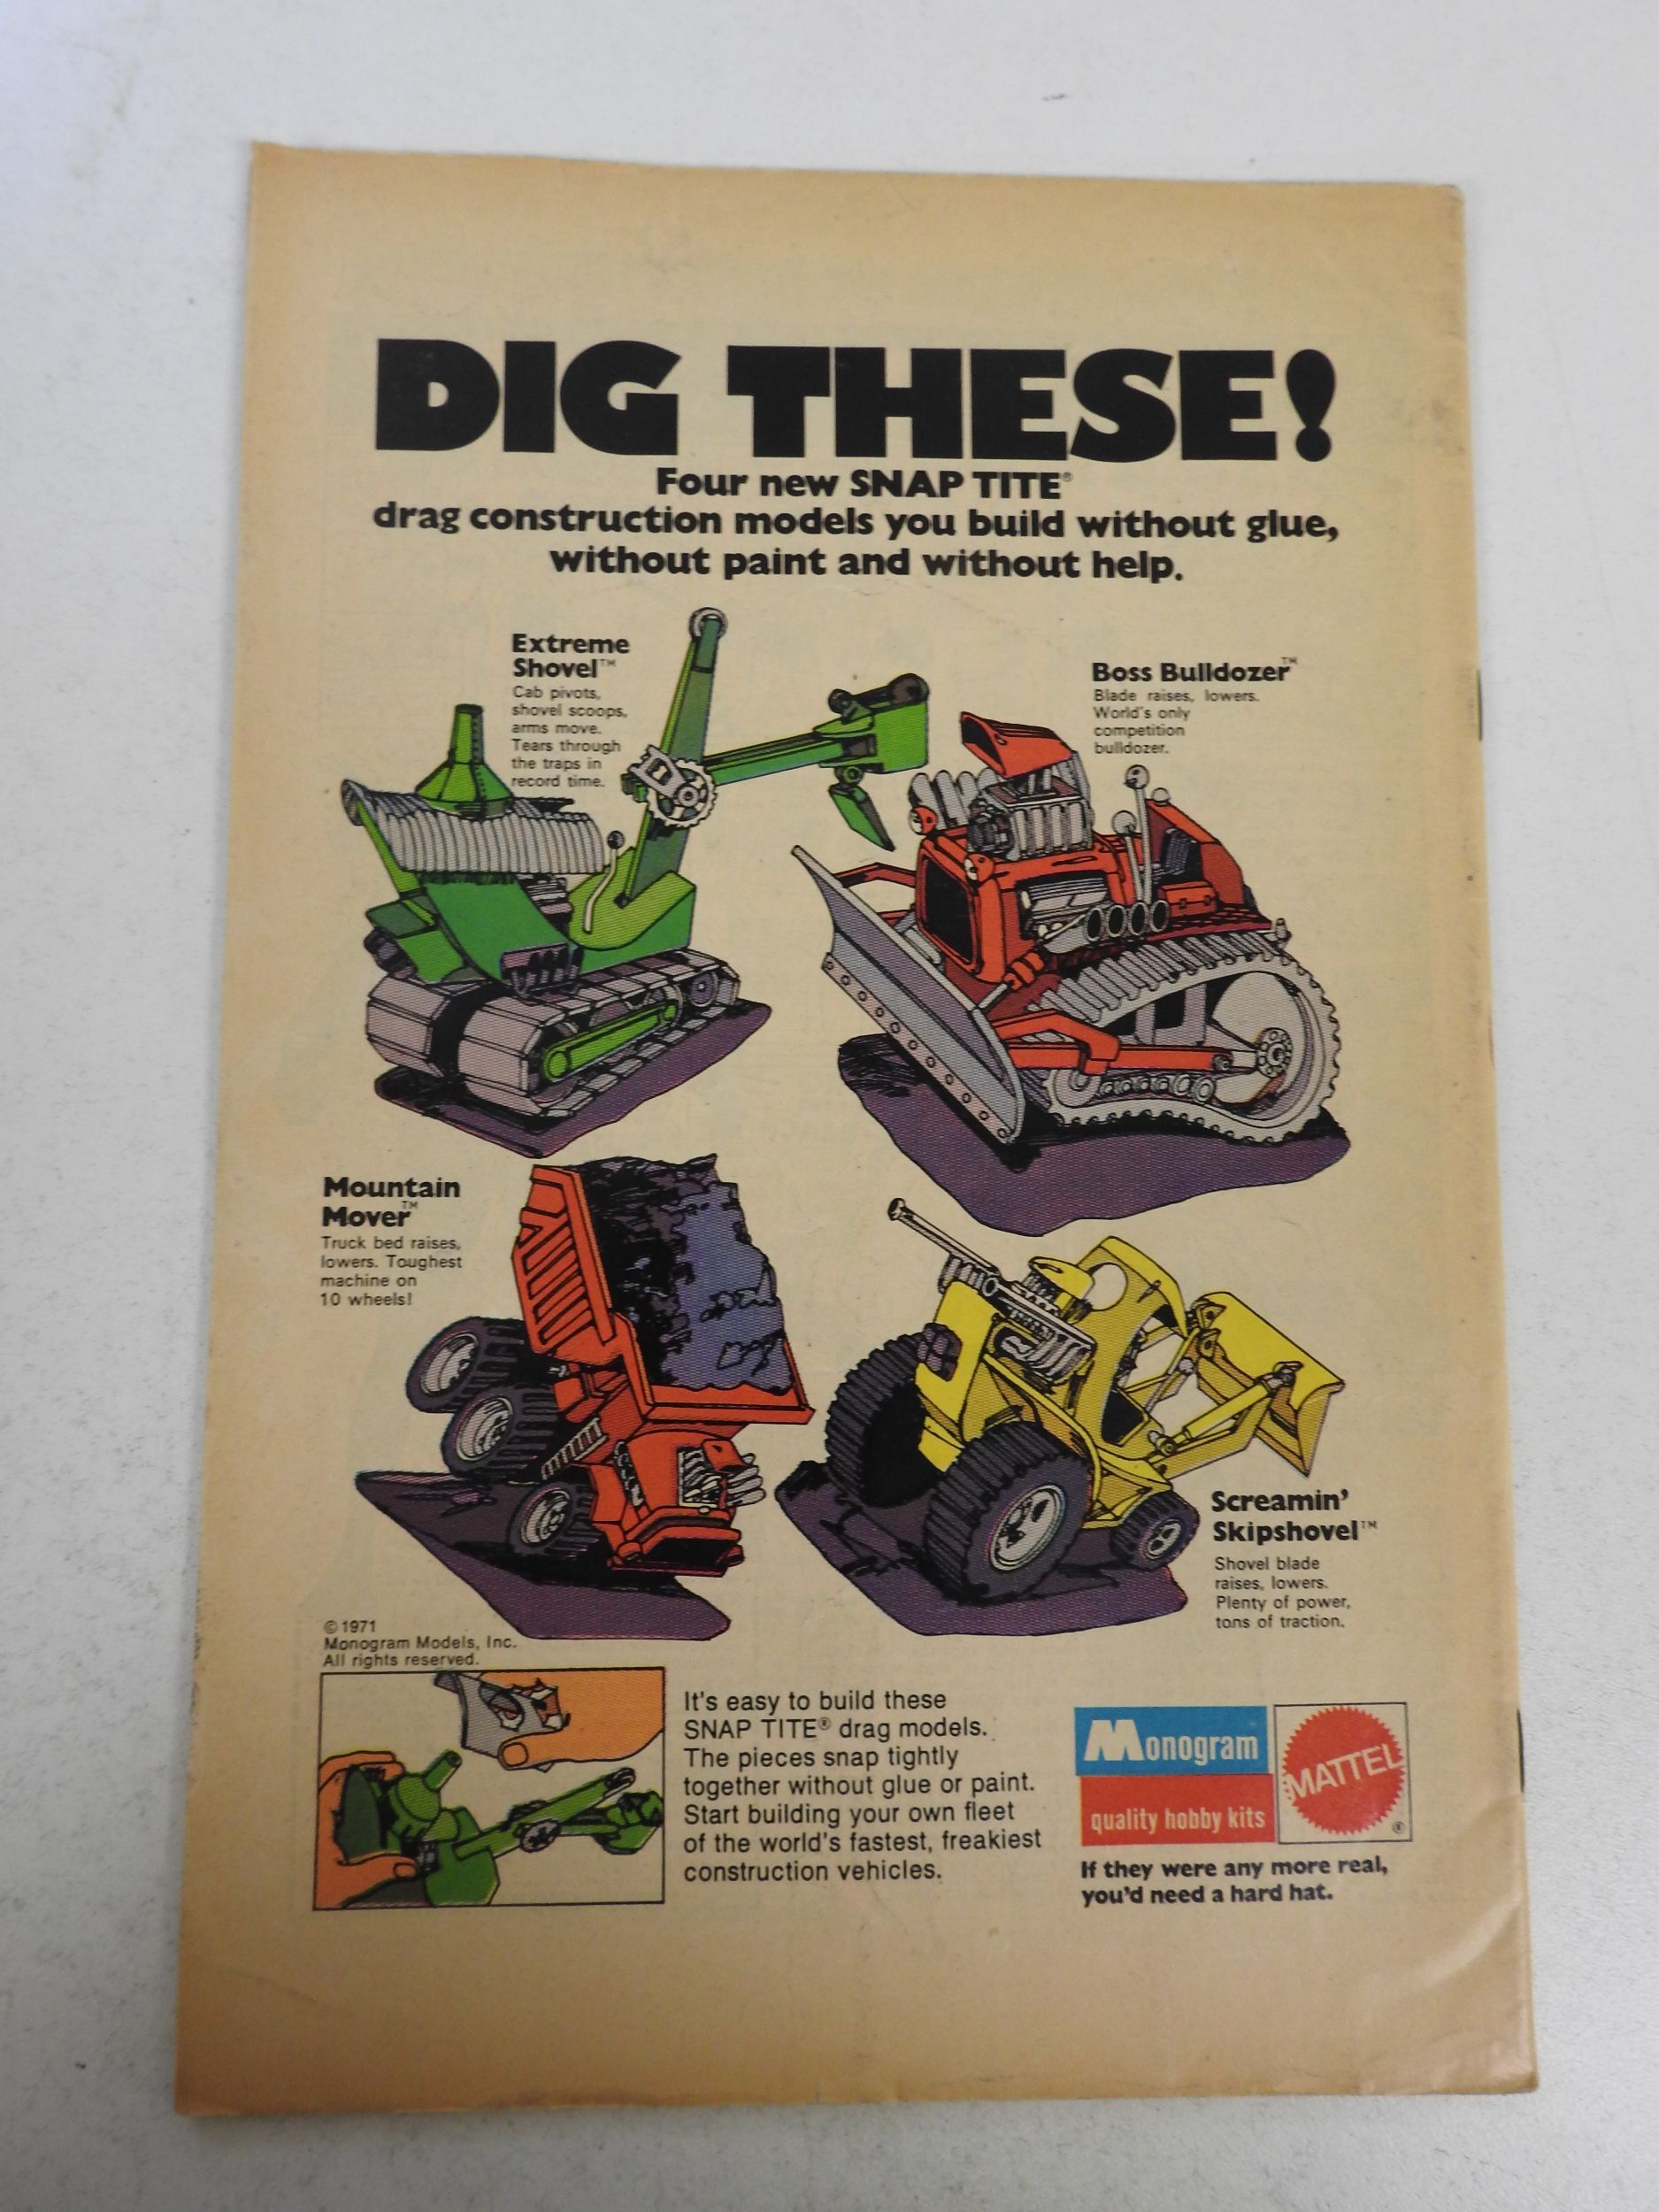 DIG THESE!
Four new SNAP TITE®
drag construction models you build without glue,
without paint and without help.
Extreme
Shovel™
Cab pivots,
shovel scoops,
arms move.
Tears through
the traps in
record time.
Boss Bulldozer™
Blade raises, lowers.
World's only
competition
bulldozer.
Mountain
Mover™
Truck bed raises,
lowers. Toughest
machine on
10 wheels!
Screamin'
Skipshovel™
Shovel blade
raises, lowers.
Plenty of power,
tons of traction.
©1971
Monogram Models, Inc.
All rights reserved.
It's easy to build these
SNAP TITE® drag models.
The pieces snap tightly
together without glue or paint.
Start building your own fleet
of the world's fastest, freakiest
construction vehicles.
Monogram
quality hobby kits
MATTEL
®
If they were any more real,
you'd need a hard hat.